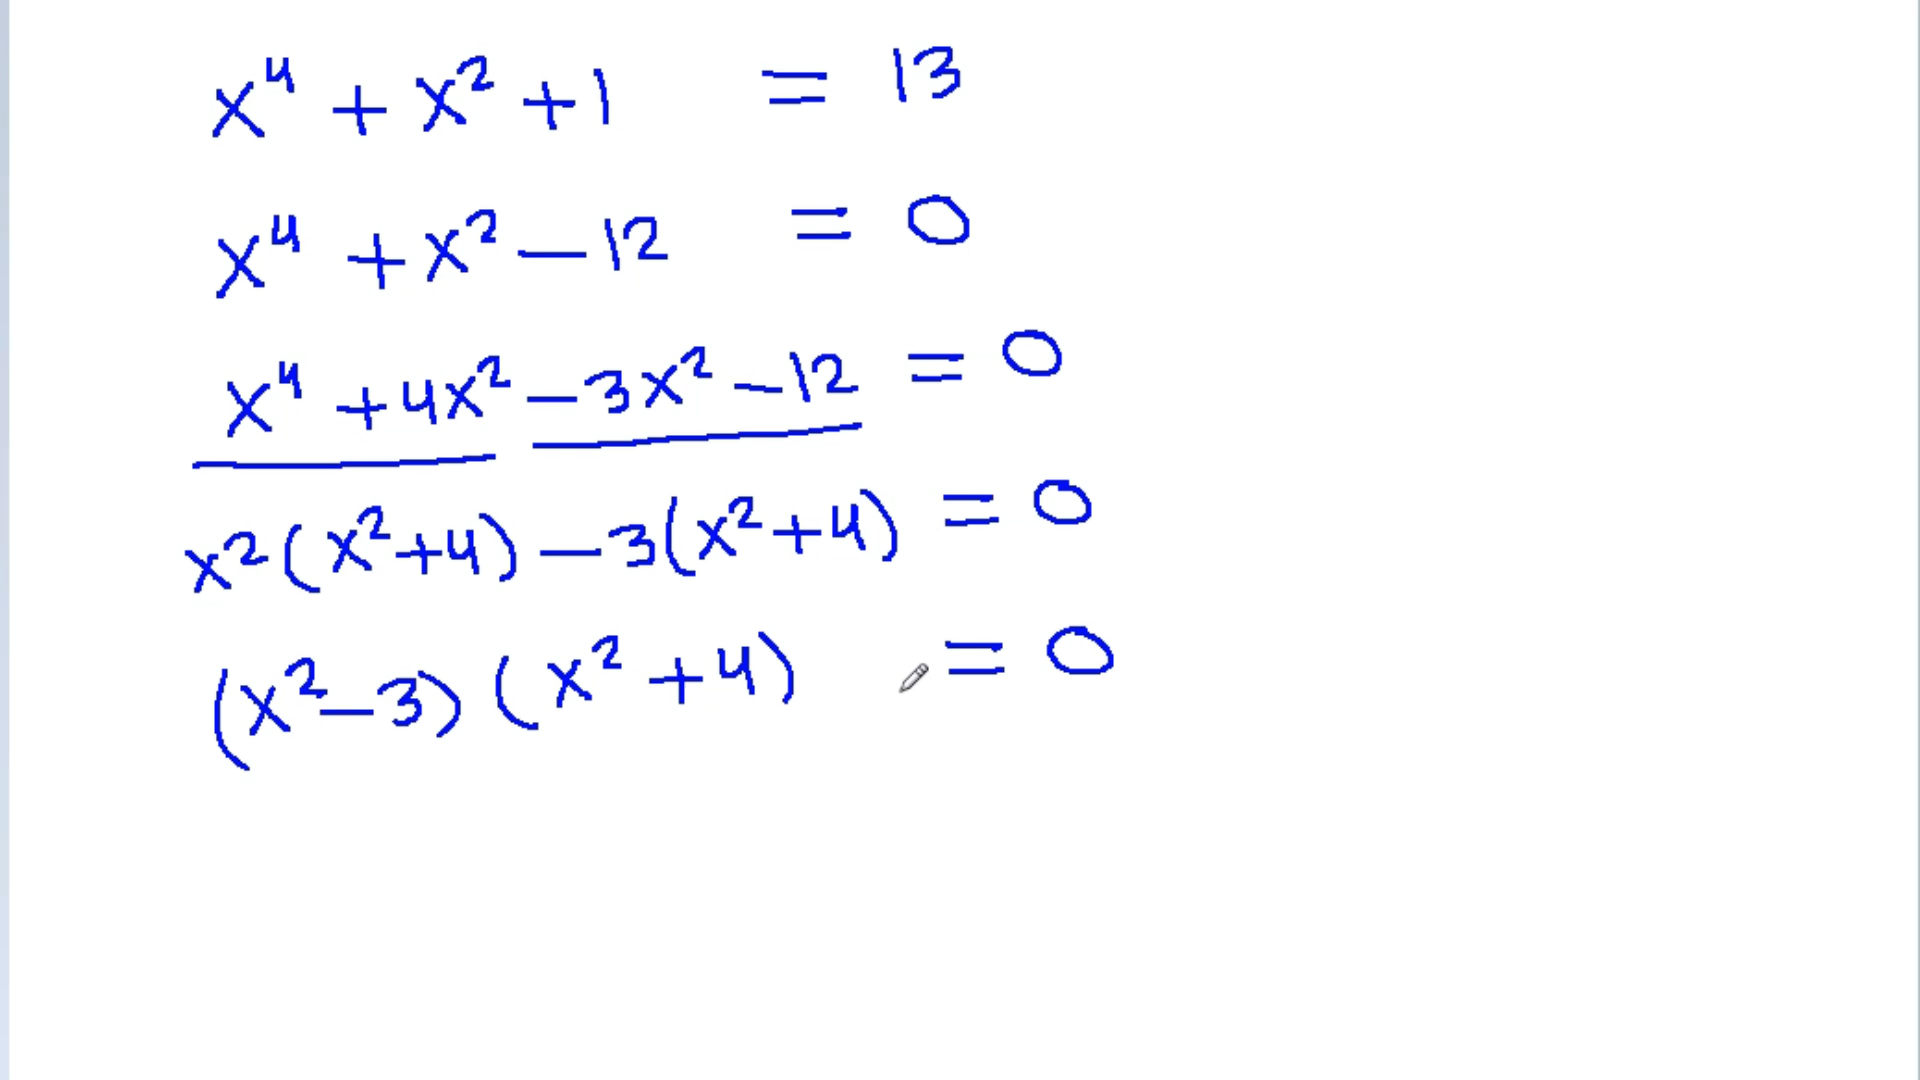 x⁴ + x² + 1 = 13
x⁴ + x² − 12 = 0
x⁴ + 4x² − 3x² − 12 = 0
x²(x² + 4) − 3(x² + 4) = 0
(x² − 3)(x² + 4) = 0